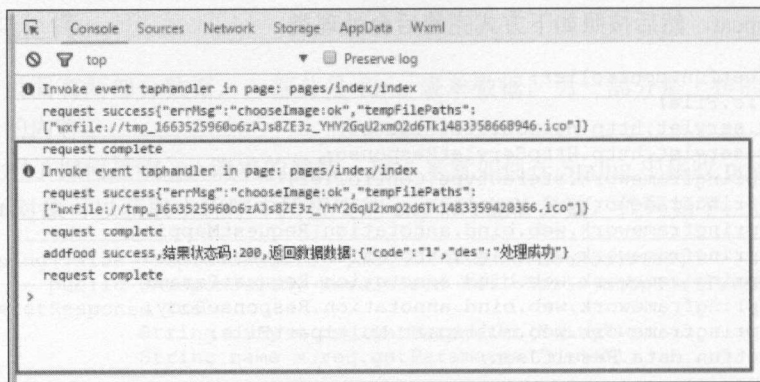 Console Sources Network Storage AppData Wxml
top Preserve log
Invoke event taphandler in page: pages/index/index
request success{"errMsg":"chooseImage:ok","tempFilePaths":
["wxfile://tmp_1663525960o6zAJs8ZE3z_YHY2GqU2xmO2d6Tk1483358668946.ico"]}
request complete
Invoke event taphandler in page: pages/index/index
request success{"errMsg":"chooseImage:ok","tempFilePaths":
["wxfile://tmp_1663525960o6zAJs8ZE3z_YHY2GqU2xmO2d6Tk1483359428366.ico"]}
request complete
addfood success,结果状态码:200,返回数据数据:{"code":"1","des":"处理成功"}
request complete